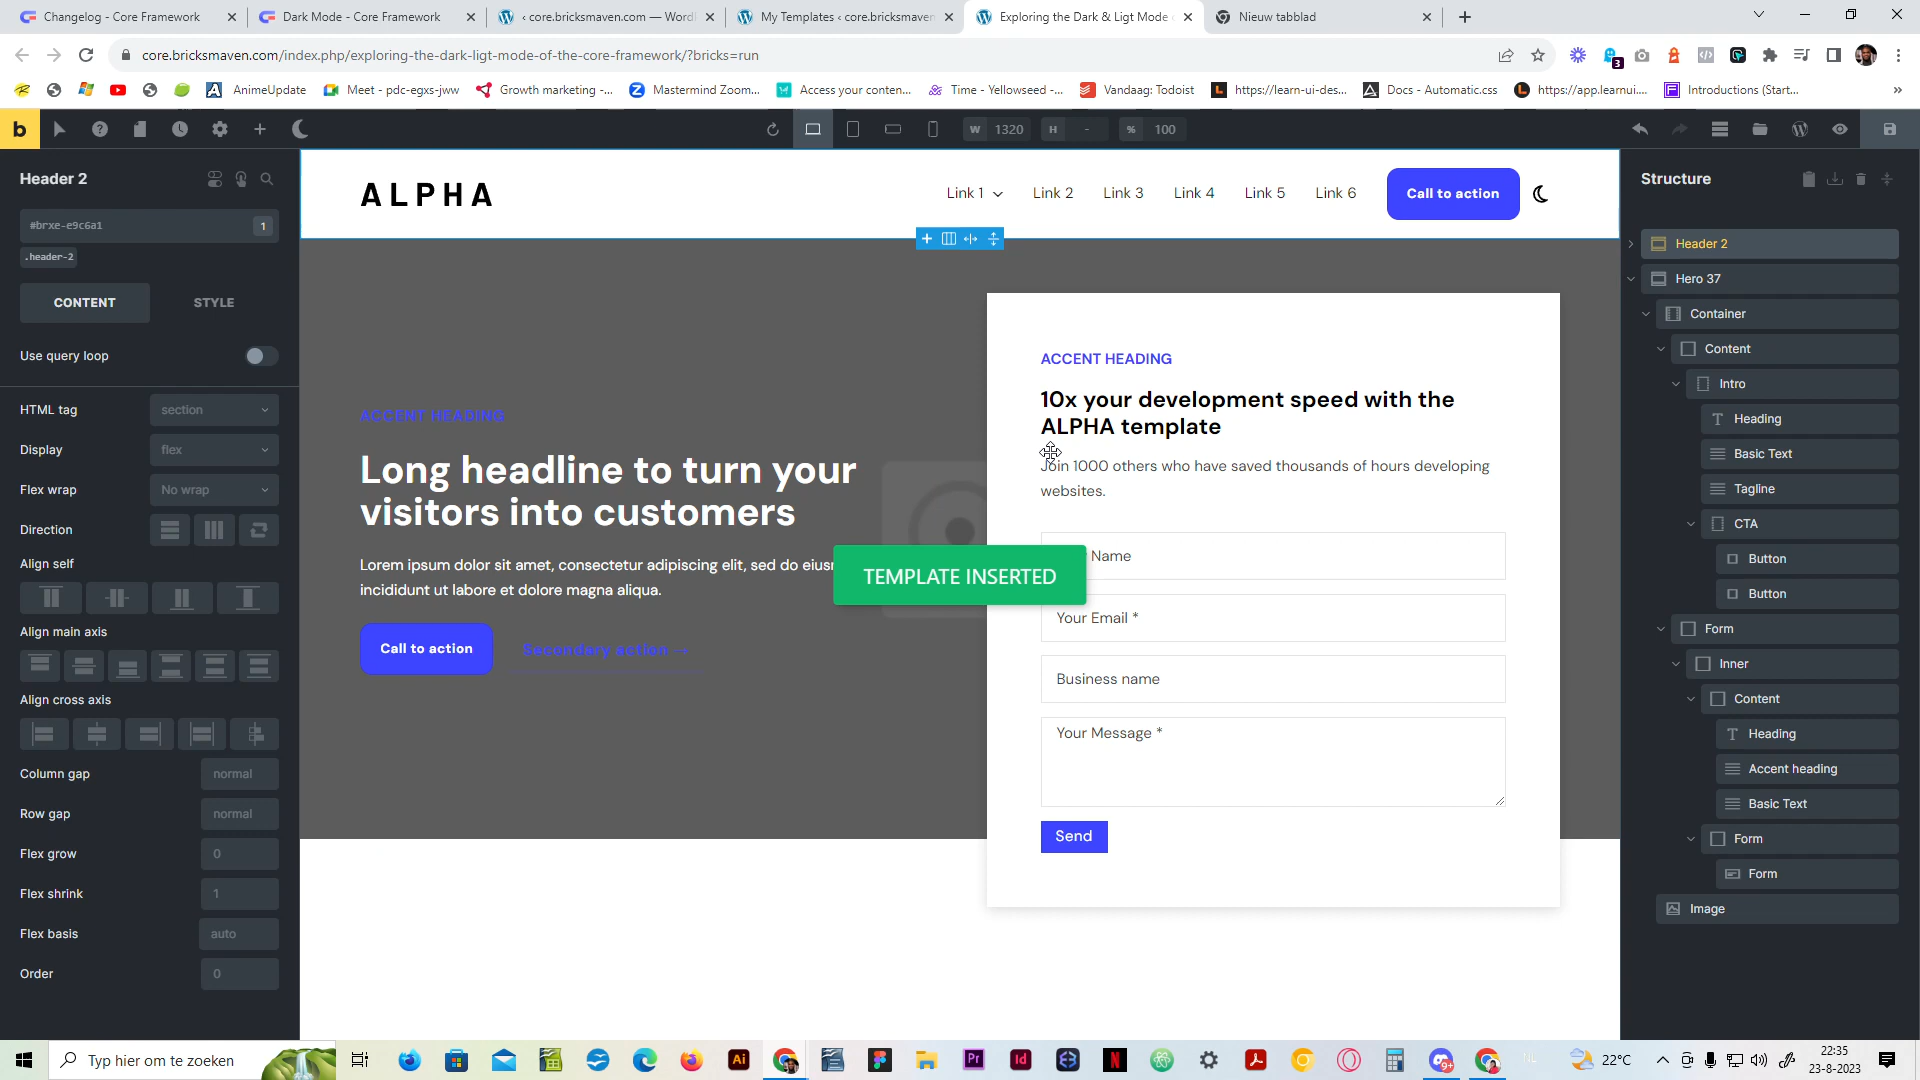 Changelog - Core Framework
Dark Mode - Core Framework
‹ core.bricksmaven.com — Word
My Templates ‹ core.bricksmaven
Exploring the Dark & Ligt Mode
Nieuw tabblad
core.bricksmaven.com/index.php/exploring-the-dark-ligt-mode-of-the-core-framework/?bricks=run
3
AnimeUpdate
Meet - pdc-egxs-jww
Growth marketing -...
Mastermind Zoom...
Access your conten...
Time - Yellowseed -...
Vandaag: Todoist
https://learn-ui-des...
Docs - Automatic.css
https://app.learnui....
Introductions (Start...
»
b
W 1320
H -
% 100
Header 2
#brxe-e9c6a1
1
.header-2
CONTENT
STYLE
Use query loop
HTML tag
section
Display
flex
Flex wrap
No wrap
Direction
Align self
Align main axis
Align cross axis
Column gap
normal
Row gap
normal
Flex grow
0
Flex shrink
1
Flex basis
auto
Order
0
ALPHA
Link 1
Link 2
Link 3
Link 4
Link 5
Link 6
Call to action
ACCENT HEADING
Long headline to turn your
visitors into customers
Lorem ipsum dolor sit amet, consectetur adipiscing elit, sed do eiusr
incididunt ut labore et dolore magna aliqua.
Call to action
Secondary action →
TEMPLATE INSERTED
ACCENT HEADING
10x your development speed with the
ALPHA template
Join 1000 others who have saved thousands of hours developing
websites.
Name
Your Email *
Business name
Your Message *
Send
Structure
Header 2
Hero 37
Container
Content
Intro
Heading
Basic Text
Tagline
CTA
Button
Button
Form
Inner
Content
Heading
Accent heading
Basic Text
Form
Form
Image
Typ hier om te zoeken
Ai
Pr
Id
N
9+
22°C
22:35
23-8-2023